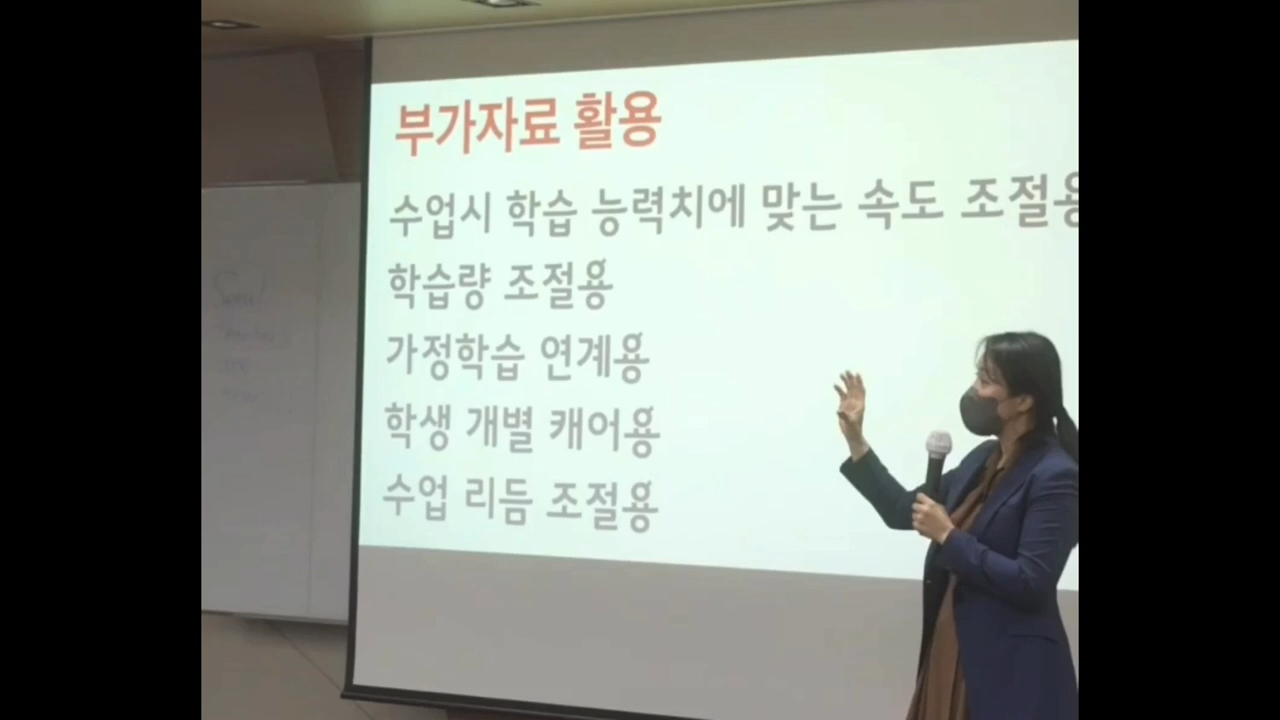 부가자료 활용
수업시 학습 능력치에 맞는 속도 조절용
학습량 조절용
가정학습 연계용
학생 개별 캐어용
수업 리듬 조절용